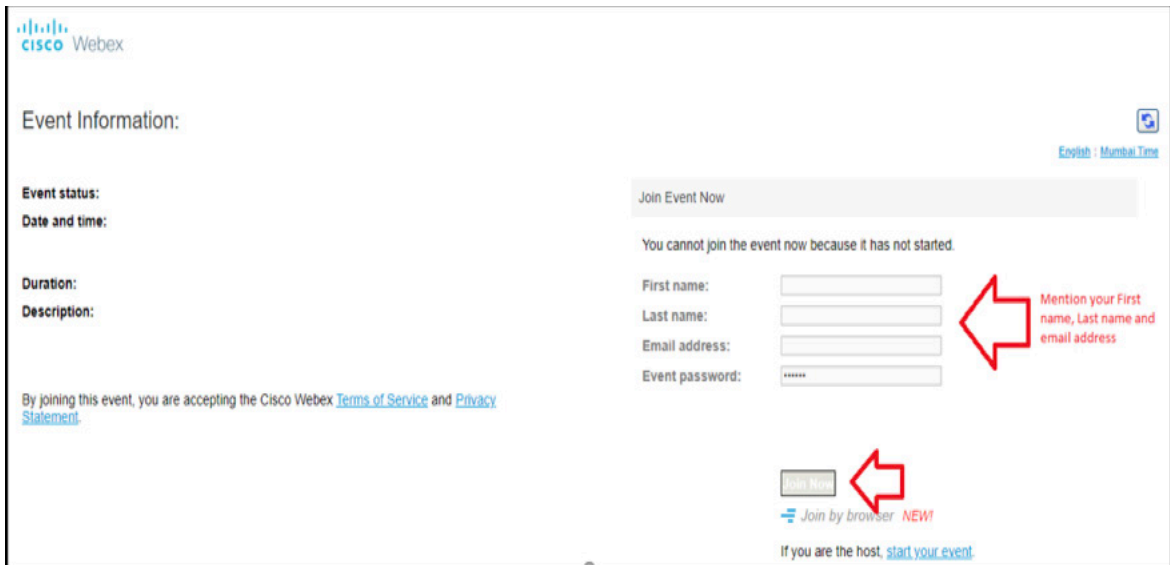 CISCO Webex
Event Information:
English : Mumbai Time
Event status:
Date and time:
Duration:
Description:
By joining this event, you are accepting the Cisco Webex Terms of Service and Privacy
Statement.
Join Event Now
You cannot join the event now because it has not started.
First name:
Last name:
Email address:
Event password: ••••••
Mention your First
name, Last name and
email address
Join Now
Join by browser NEW!
If you are the host, start your event.